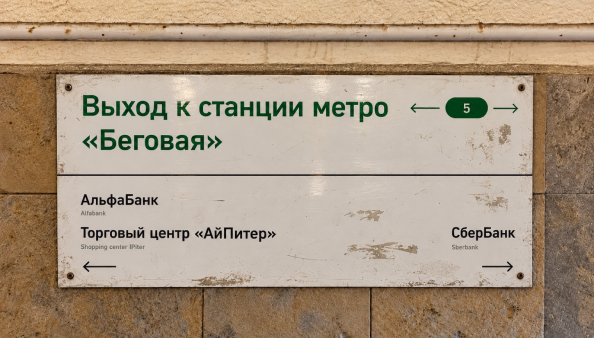 Выход к станции метро ← 5 →
«Беговая»
АльфаБанк
Alfabank
Торговый центр «АйПитер»
Shopping center IPiter
←
СберБанк
Sberbank
→